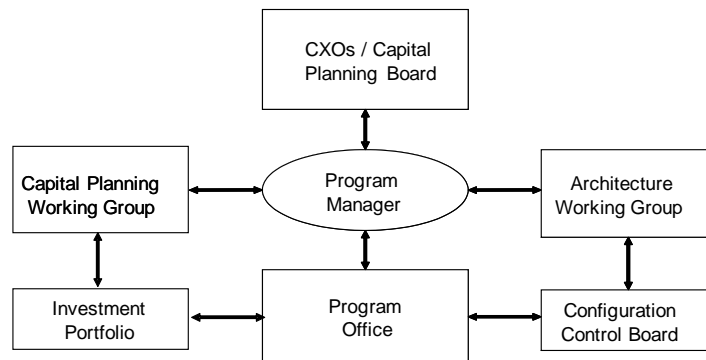 CXOs / Capital
Planning Board
Capital Planning
Working Group
Program
Manager
Architecture
Working Group
Investment
Portfolio
Program
Office
Configuration
Control Board